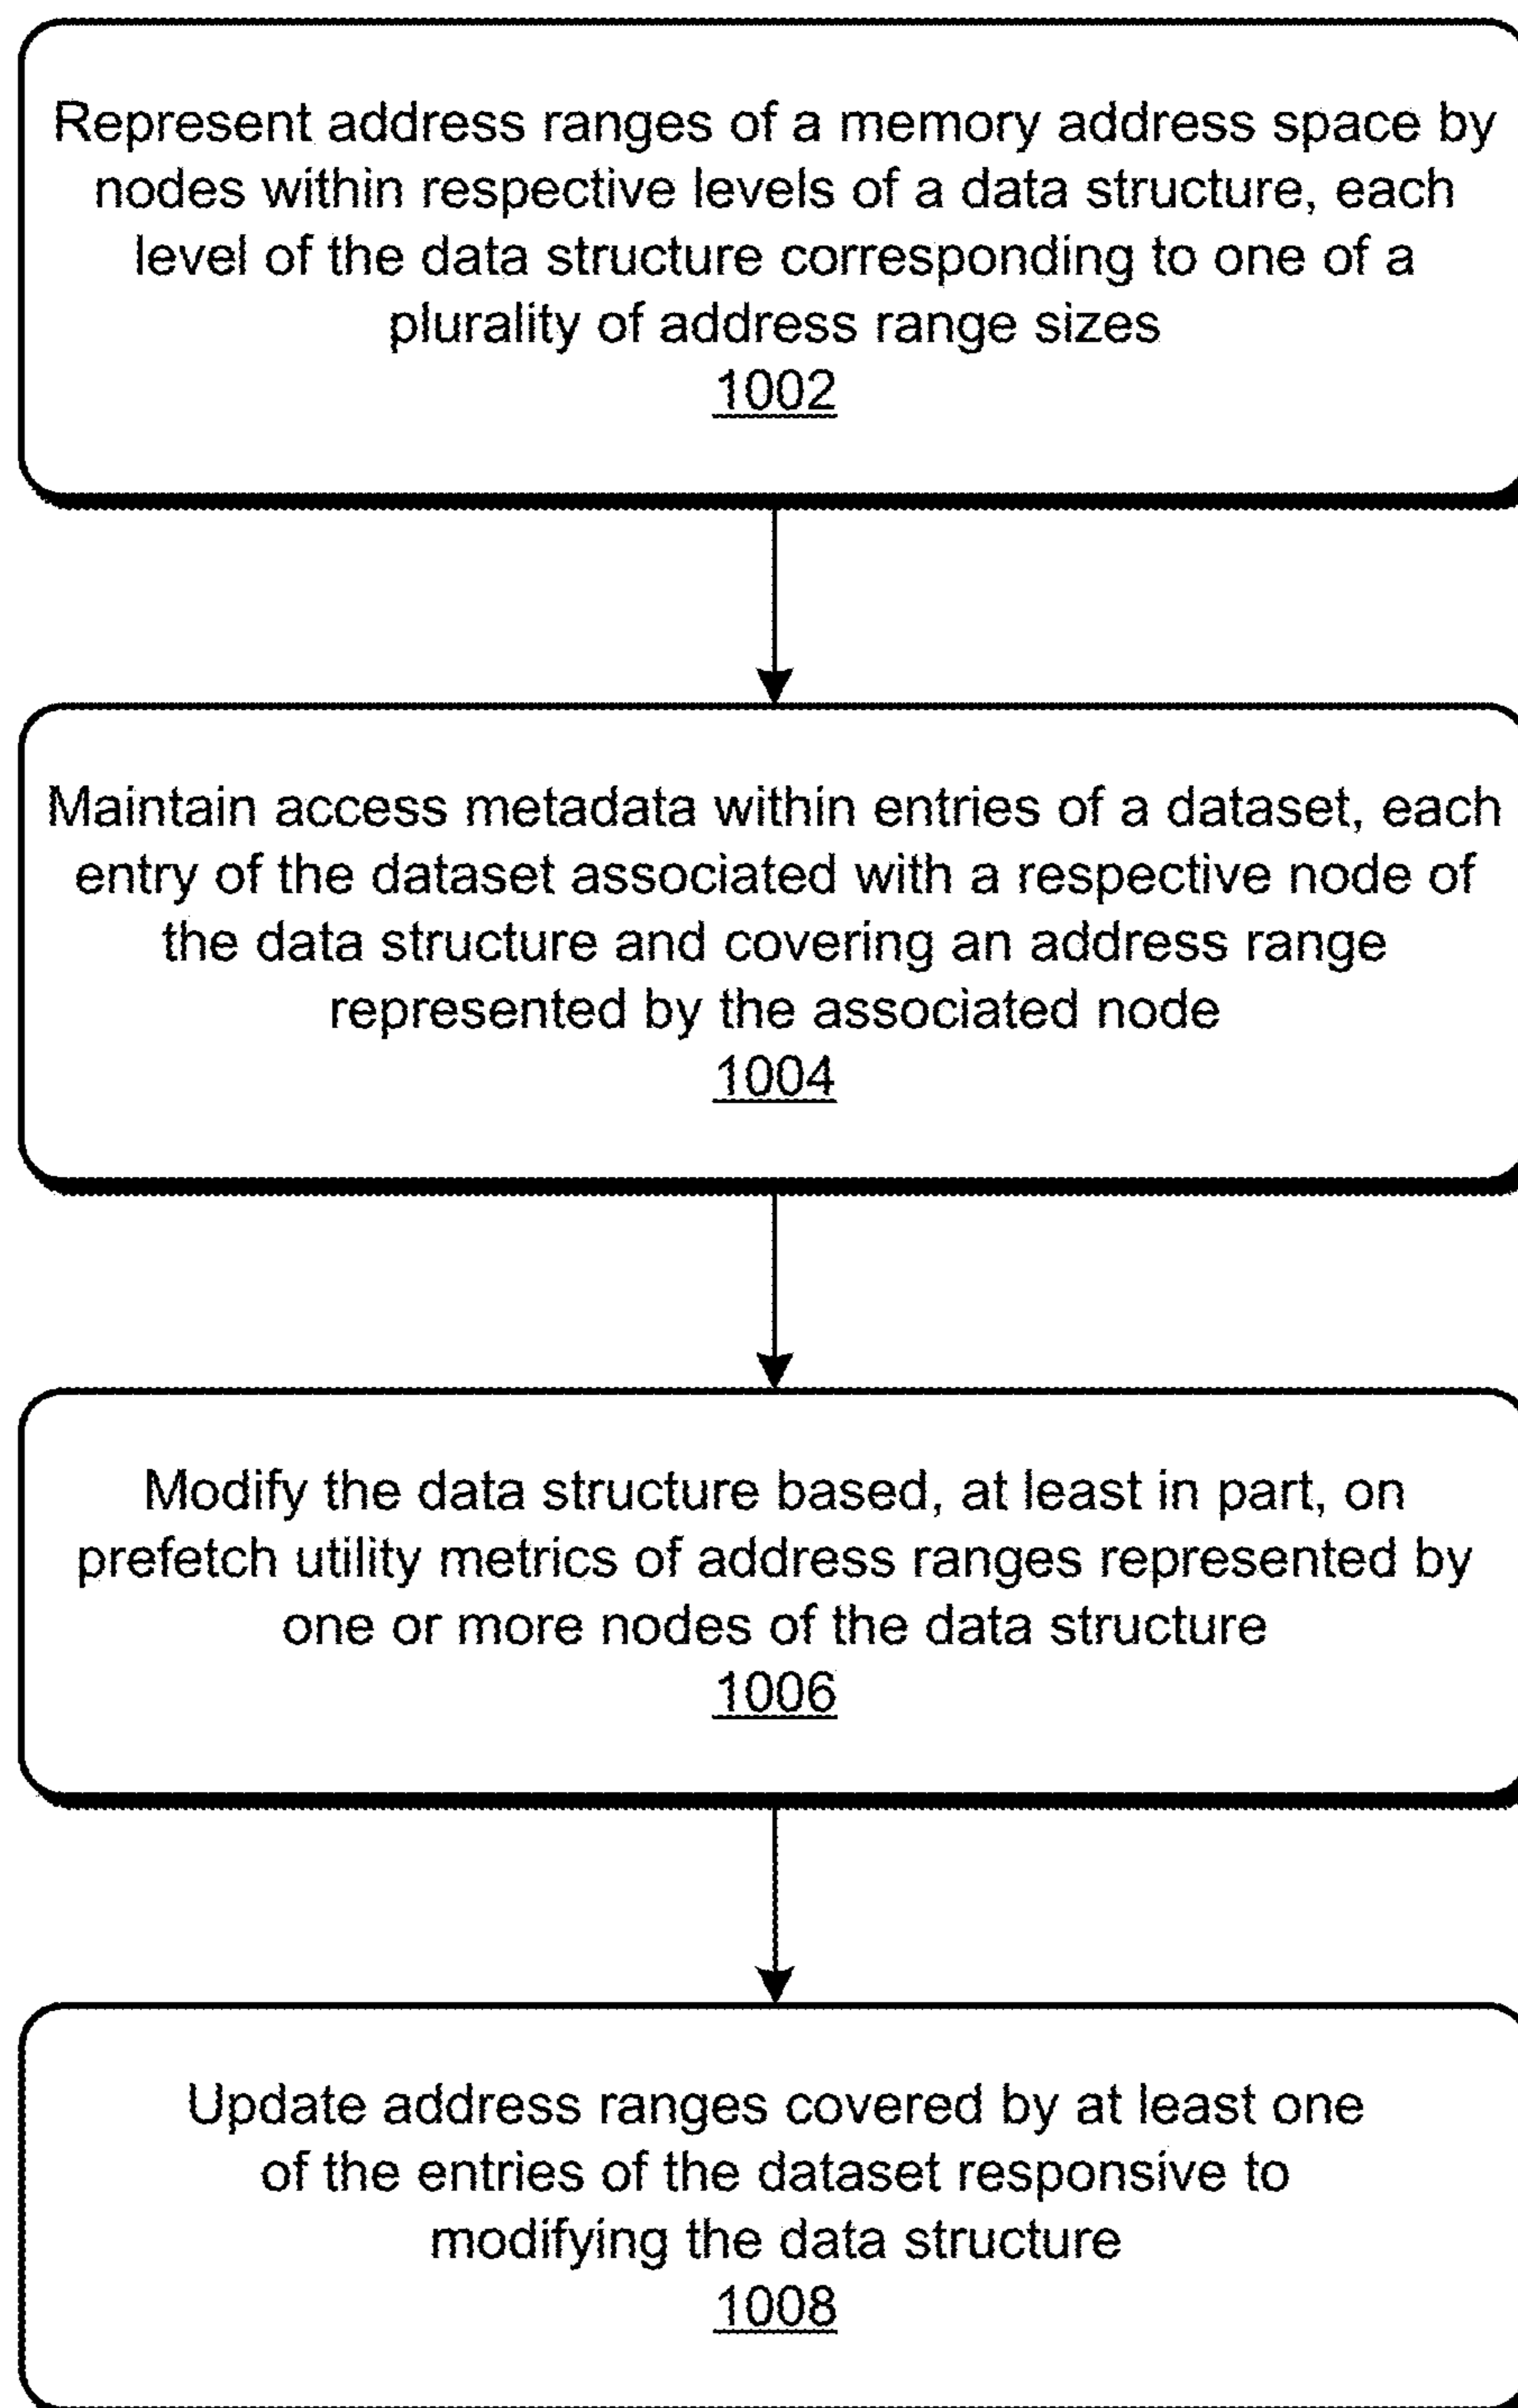 Represent address ranges of a memory address space by
nodes within respective levels of a data structure, each
level of the data structure corresponding to one of a
plurality of address range sizes
1002
Maintain access metadata within entries of a dataset, each
entry of the dataset associated with a respective node of
the data structure and covering an address range
represented by the associated node
1004
Modify the data structure based, at least in part, on
prefetch utility metrics of address ranges represented by
one or more nodes of the data structure
1006
Update address ranges covered by at least one
of the entries of the dataset responsive to
modifying the data structure
1008